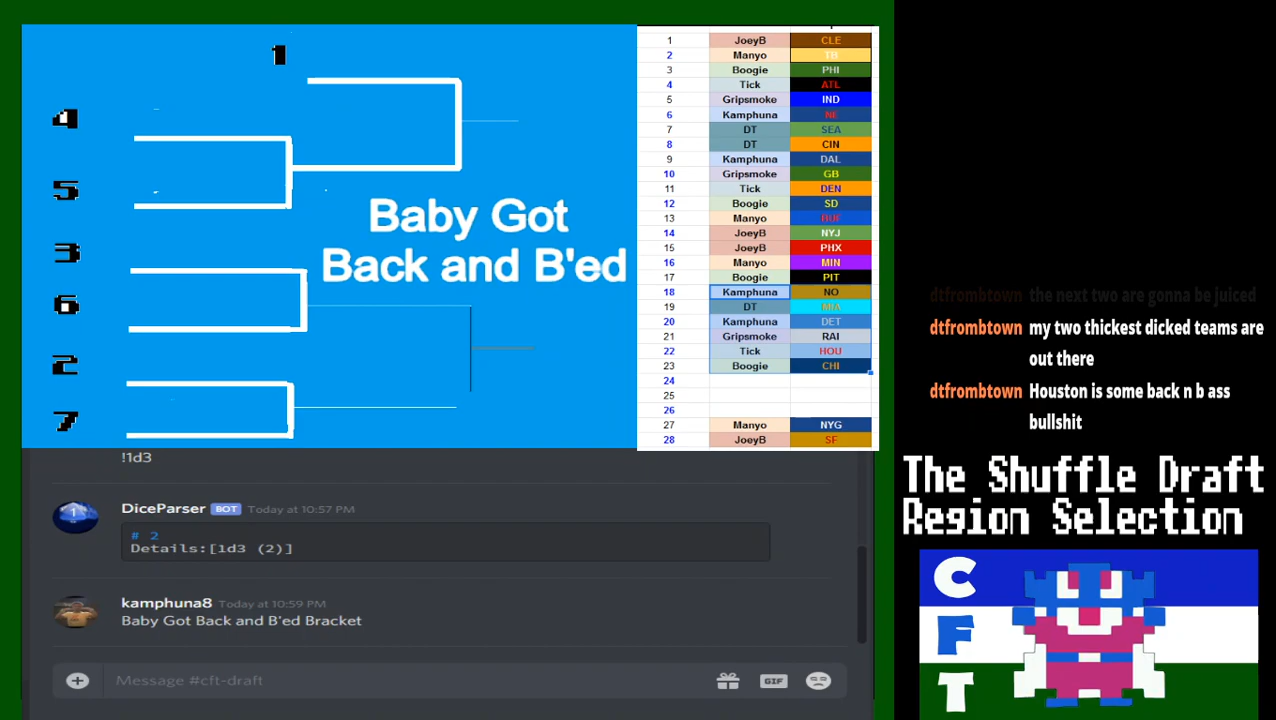 1
4
5
3
6
2
7
Baby Got
Back and B'ed
1 JoeyB CLE
2 Manyo TB
3 Boogie PHI
4 Tick ATL
5 Gripsmoke IND
6 Kamphuna NE
7 DT SEA
8 DT CIN
9 Kamphuna DAL
10 Gripsmoke GB
11 Tick DEN
12 Boogie SD
13 Manyo BUF
14 JoeyB NYJ
15 JoeyB PHX
16 Manyo MIN
17 Boogie PIT
18 Kamphuna NO
19 DT MIA
20 Kamphuna DET
21 Gripsmoke RAI
22 Tick HOU
23 Boogie CHI
24
25
26
27 Manyo NYG
28 JoeyB SF
dtfrombtown the next two are gonna be juiced
dtfrombtown my two thickest dicked teams are
out there
dtfrombtown Houston is some back n b ass
bullshit
!1d3
DiceParser BOT Today at 10:57 PM
# 2
Details:[1d3 (2)]
kamphuna8 Today at 10:59 PM
Baby Got Back and B'ed Bracket
Message #cft-draft
GIF
The Shuffle Draft
Region Selection
C
F
T